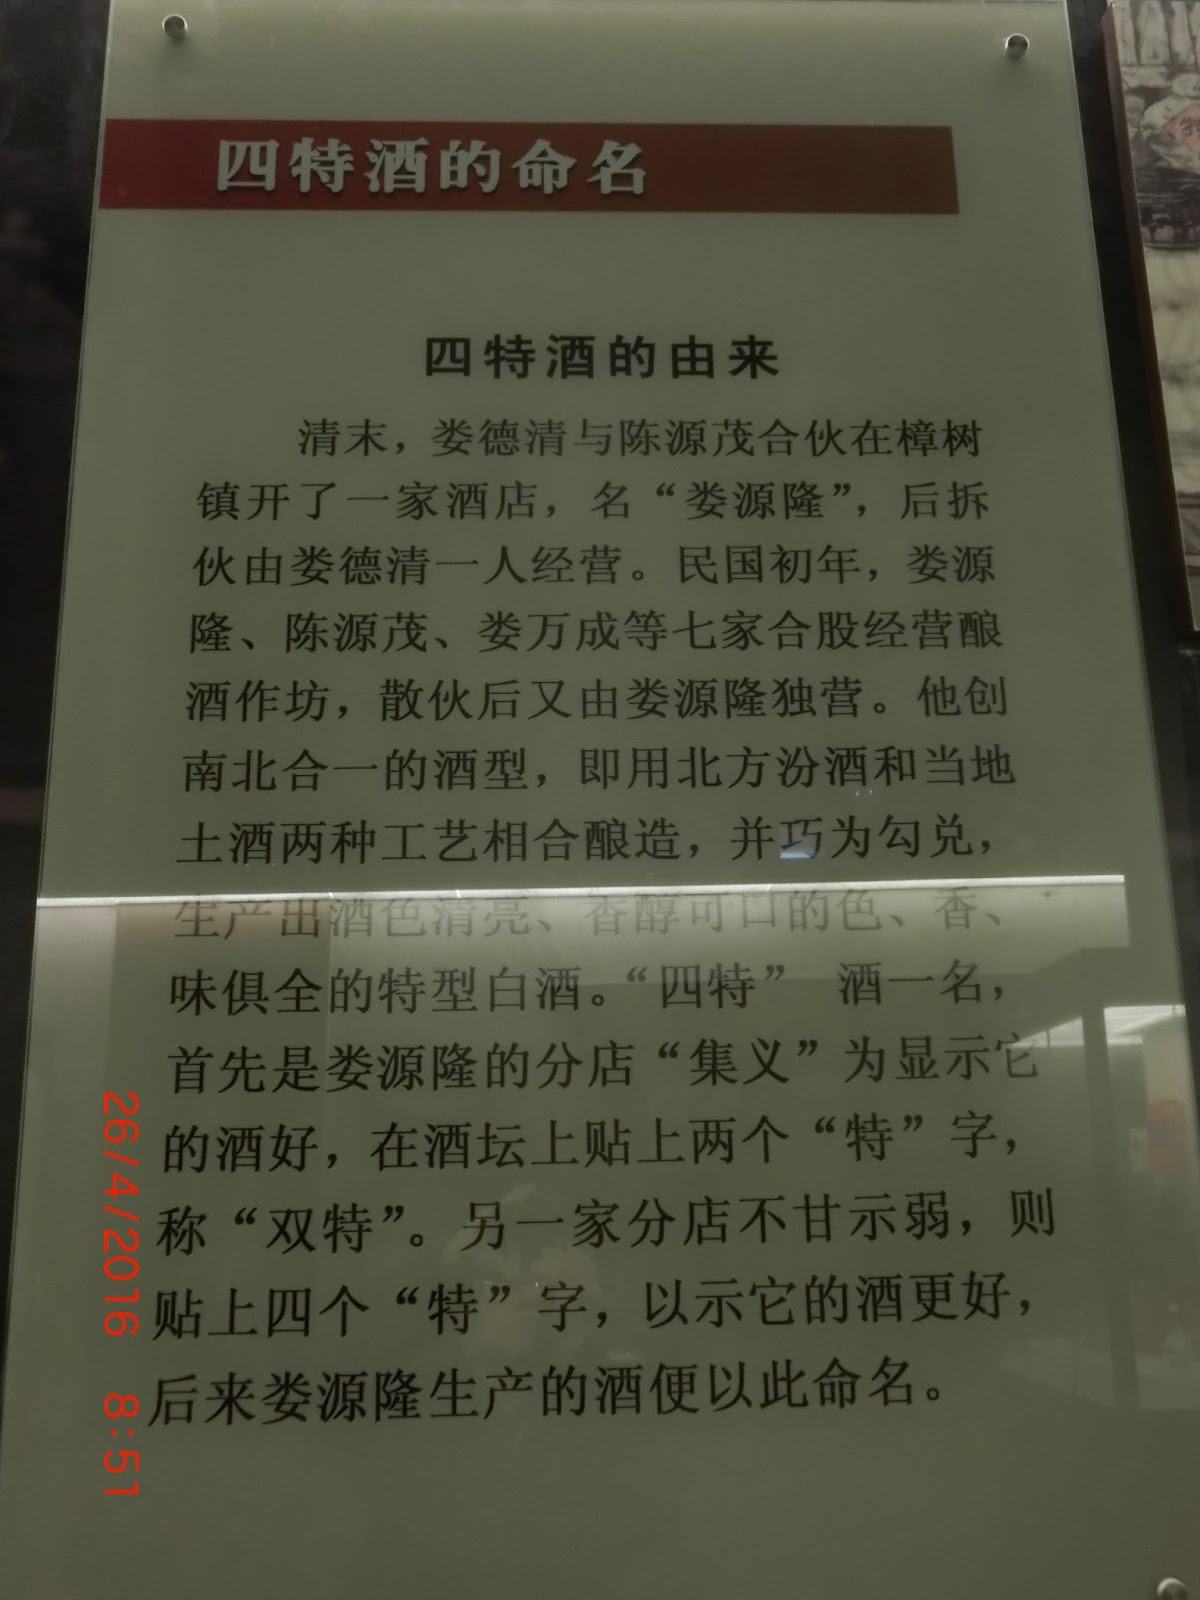 四特酒的命名
四特酒的由来
清末，娄德清与陈源茂合伙在樟树
镇开了一家酒店，名“娄源隆”，后拆
伙由娄德清一人经营。民国初年，娄源
隆、陈源茂、娄万成等七家合股经营酿
酒作坊，散伙后又由娄源隆独营。他创
南北合一的酒型，即用北方汾酒和当地
土酒两种工艺相合酿造，并巧为勾兑，
生产出酒色清亮、香醇可口的色、香、
味俱全的特型白酒。“四特” 酒一名，
首先是娄源隆的分店“集义”为显示它
的酒好，在酒坛上贴上两个“特”字，
称“双特”。另一家分店不甘示弱，则
贴上四个“特”字，以示它的酒更好，
后来娄源隆生产的酒便以此命名。
26/4/2016 8:51